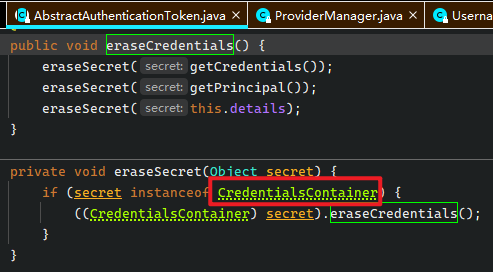 AbstractAuthenticationToken.java × ProviderManager.java × Userna
public void eraseCredentials() {
eraseSecret( secret: getCredentials());
eraseSecret( secret: getPrincipal());
eraseSecret( secret: this.details);
}
private void eraseSecret(Object secret) {
if (secret instanceof CredentialsContainer) {
((CredentialsContainer) secret).eraseCredentials();
}
}